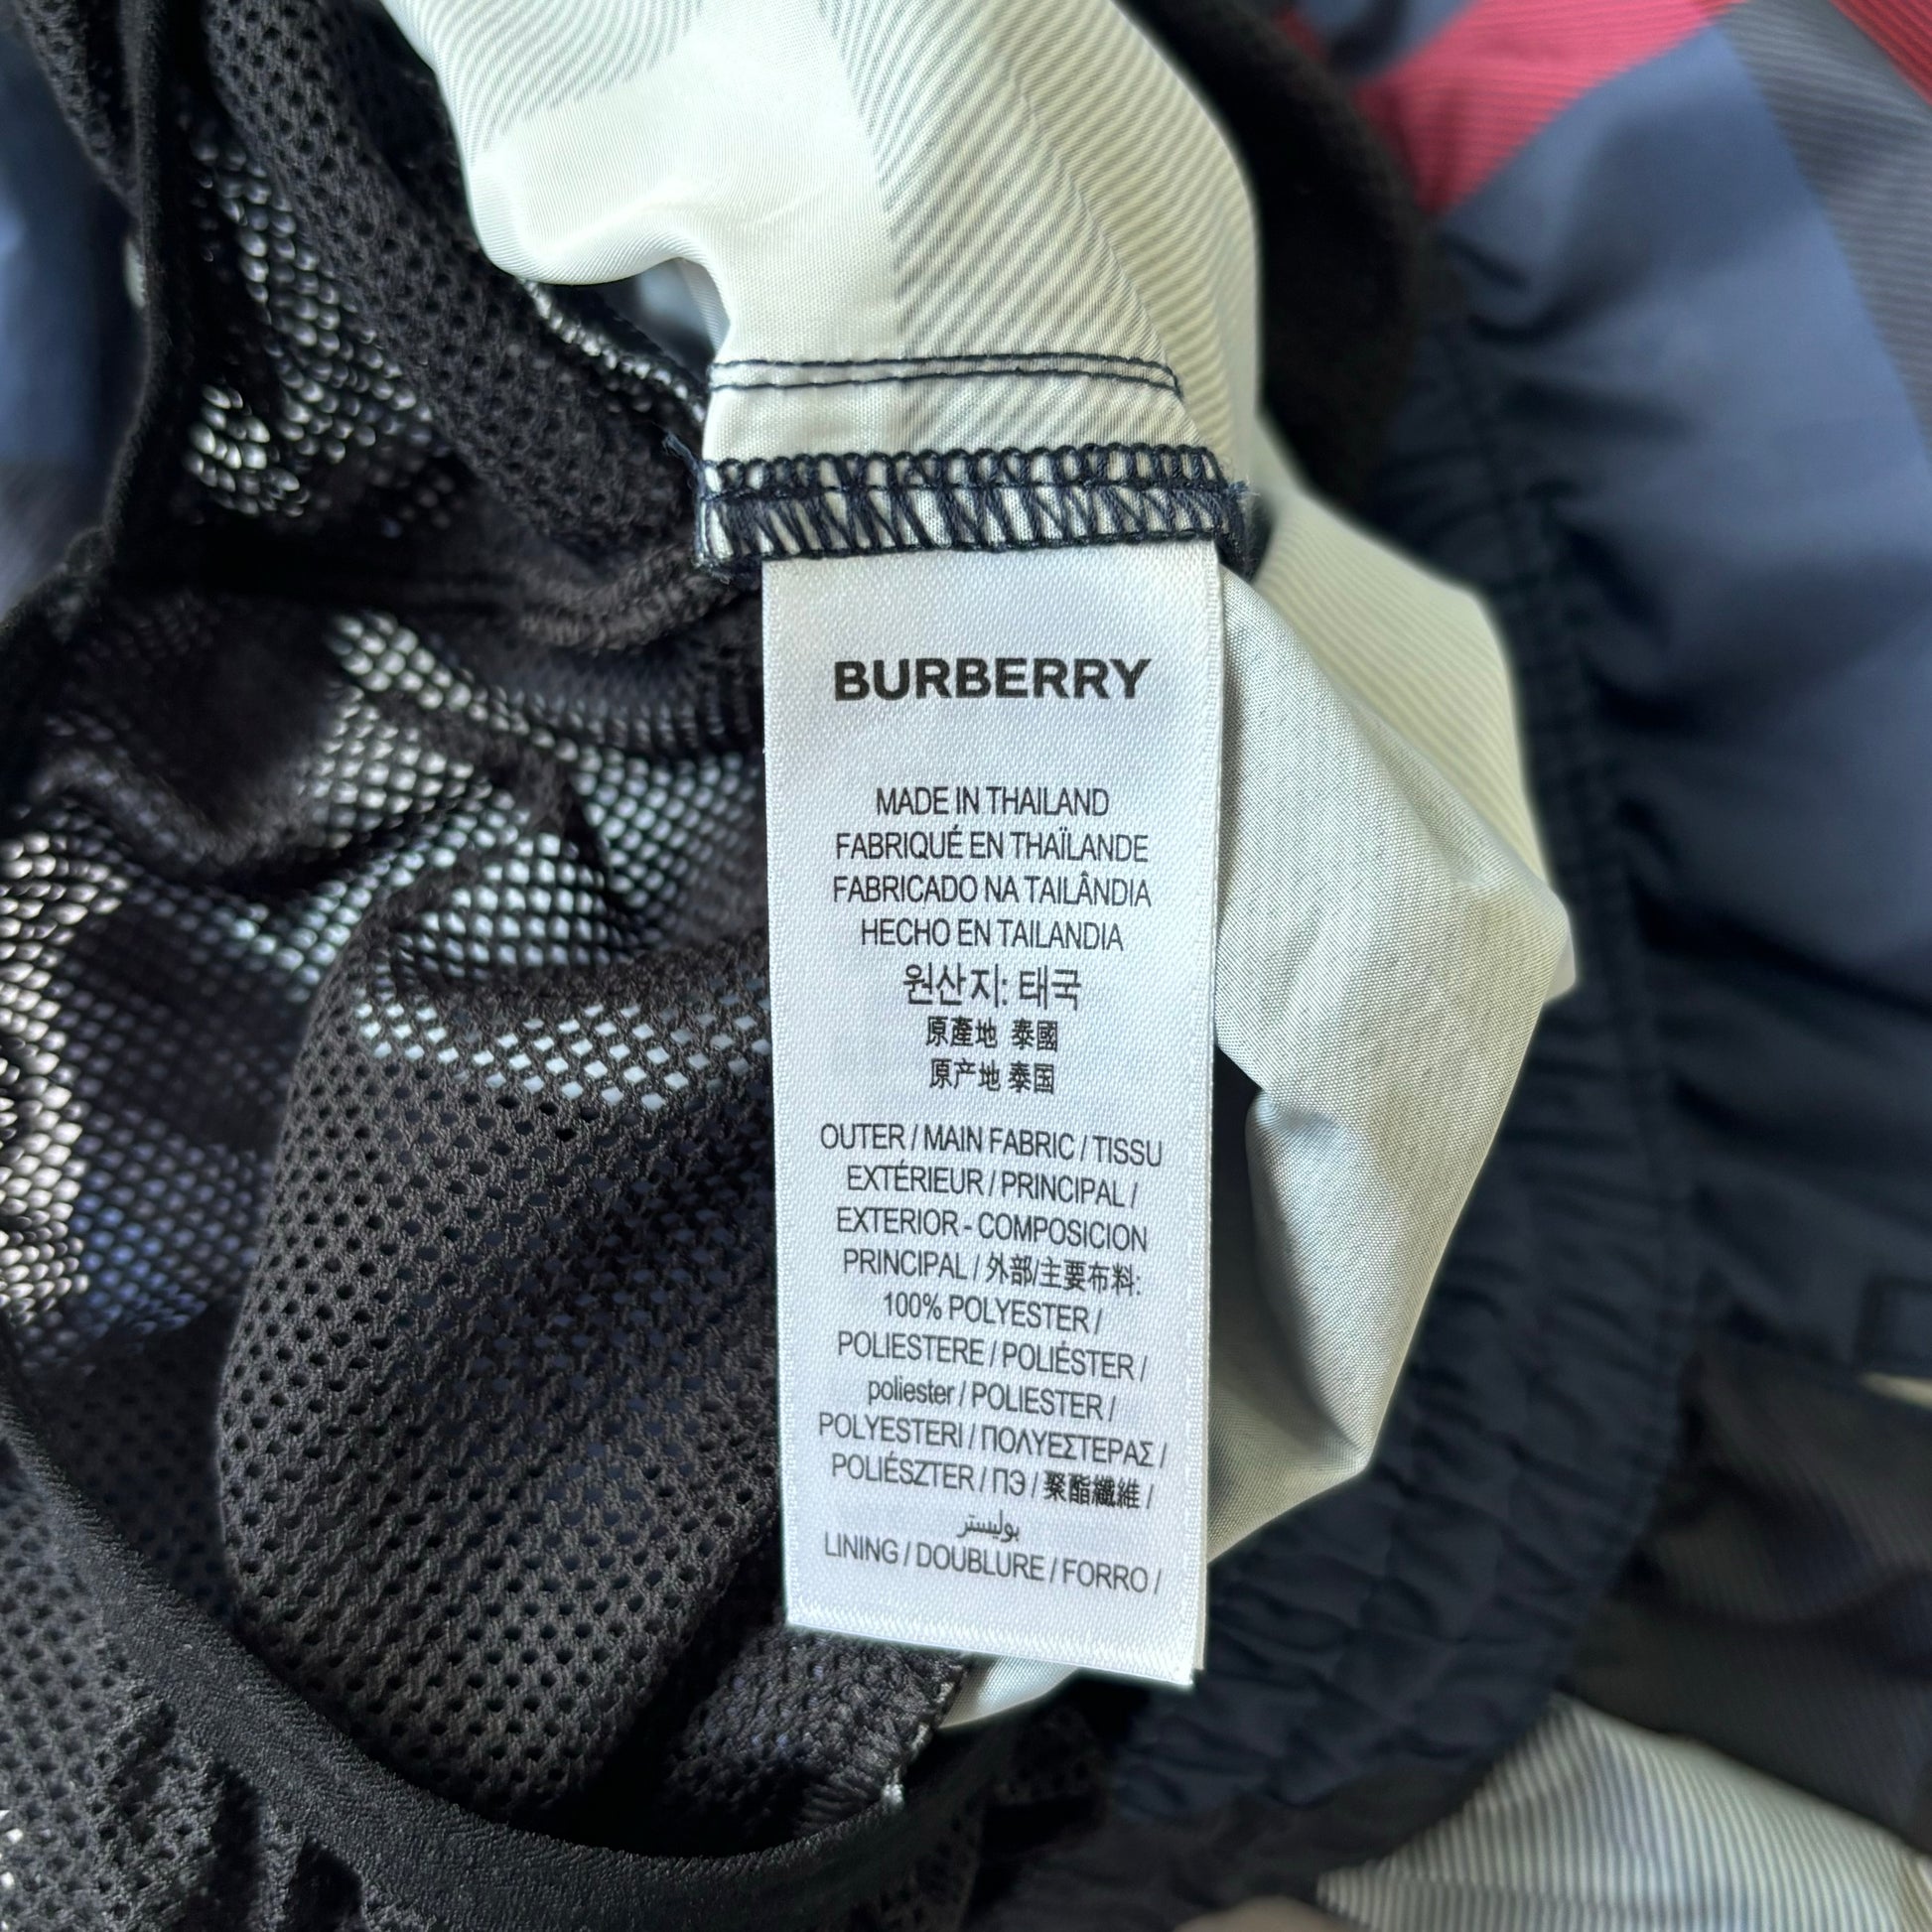 BURBERRY
MADE IN THAILAND
FABRIQUÉ EN THAÏLANDE
FABRICADO NA TAILÂNDIA
HECHO EN TAILANDIA
원산지: 태국
原產地 泰國
原产地 泰国
OUTER / MAIN FABRIC / TISSU
EXTÉRIEUR / PRINCIPAL /
EXTERIOR - COMPOSICION
PRINCIPAL / 外部/主要布料:
100% POLYESTER /
POLIESTERE / POLIÉSTER /
poliester / POLIESTER /
POLYESTERI / ΠΟΛΥΕΣΤΕΡΑΣ /
POLIÉSZTER / ПЭ / 聚酯纖維 /
بوليستر
LINING / DOUBLURE / FORRO /